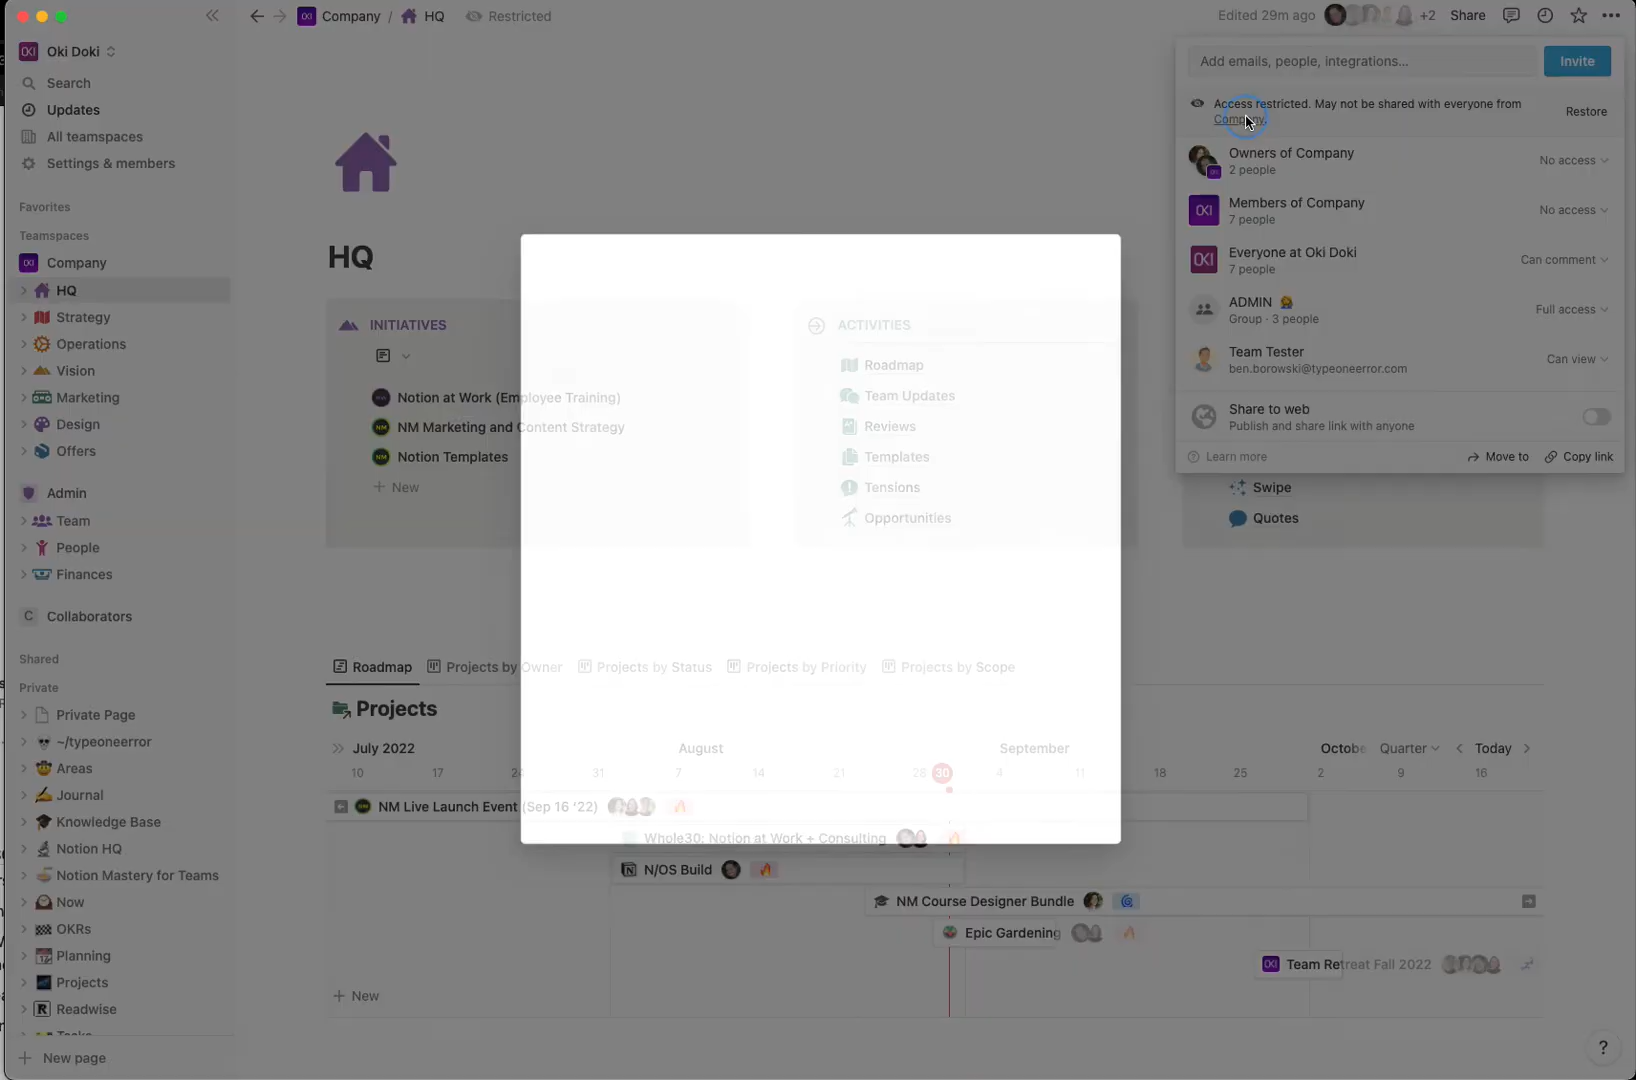 Company / HQ Restricted
Edited 29m ago
+2
Share
OKI Oki Doki
Search
Updates
All teamspaces
Settings & members
Favorites
Teamspaces
Company
HQ
Strategy
Operations
Vision
Marketing
Design
Offers
Admin
Team
People
Finances
C Collaborators
Shared
Private
Private Page
~/typeoneerror
Areas
Journal
Knowledge Base
Notion HQ
Notion Mastery for Teams
Now
OKRs
Planning
Projects
Readwise
Tasks
New page
HQ
INITIATIVES
Notion at Work (Employee Training)
NM Marketing and Content Strategy
Notion Templates
+ New
ACTIVITIES
Roadmap
Team Updates
Reviews
Templates
Tensions
Opportunities
Swipe
Quotes
Add emails, people, integrations...
Invite
Access restricted. May not be shared with everyone from
Company.
Restore
Owners of Company
2 people
No access
OKI Members of Company
7 people
No access
OKI Everyone at Oki Doki
7 people
Can comment
ADMIN
Group · 3 people
Full access
Team Tester
ben.borowski@typeoneerror.com
Can view
Share to web
Publish and share link with anyone
Learn more
Move to
Copy link
Roadmap Projects by Owner Projects by Status Projects by Priority Projects by Scope
Projects
July 2022 August September Octobe Quarter Today
10 17 24 31 7 14 21 28 30 4 11 18 25 2 9 16
NM Live Launch Event (Sep 16 '22)
Whole30: Notion at Work + Consulting
N/OS Build
NM Course Designer Bundle
Epic Gardening
OKI Team Retreat Fall 2022
+ New
?